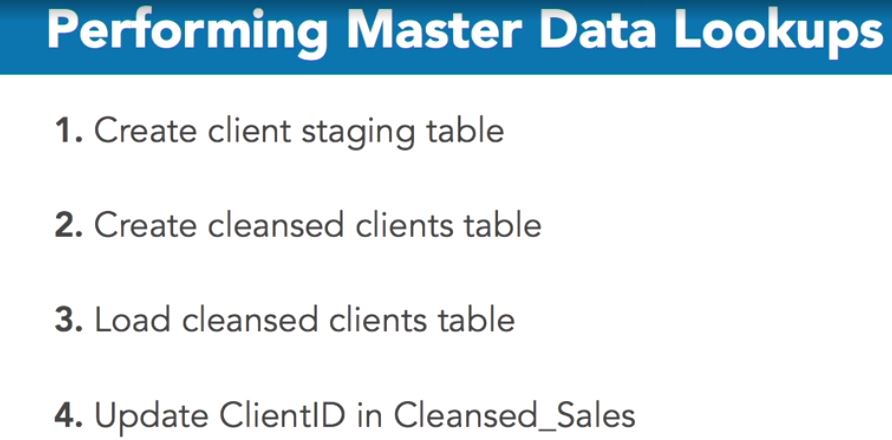 Performing Master Data Lookups
1. Create client staging table
2. Create cleansed clients table
3. Load cleansed clients table
4. Update ClientID in Cleansed_Sales